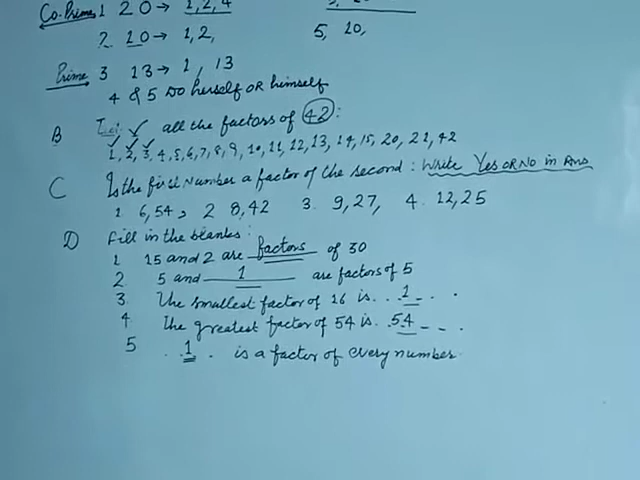 Co-Prime 1 20 → 1, 2, 4
2 10 → 1, 2,
5, 10,
Prime 3 13 → 1, 13
4 & 5 Do herself OR himself
B ✓ all the factors of 42:
1, 2, 3, 4, 5, 6, 7, 8, 9, 10, 11, 12, 13, 14, 15, 20, 21, 42
C Is the first Number a factor of the second: Write Yes OR No in Ans
1. 6, 54, 2 8, 42 3. 9, 27, 4. 12, 25
D Fill in the blanks:
1 15 and 2 are factors of 30
2 5 and 1 are factors of 5
3. The smallest factor of 16 is . . 1 - . .
4 The greatest factor of 54 is . 54 - - .
5 . 1 . is a factor of every number.